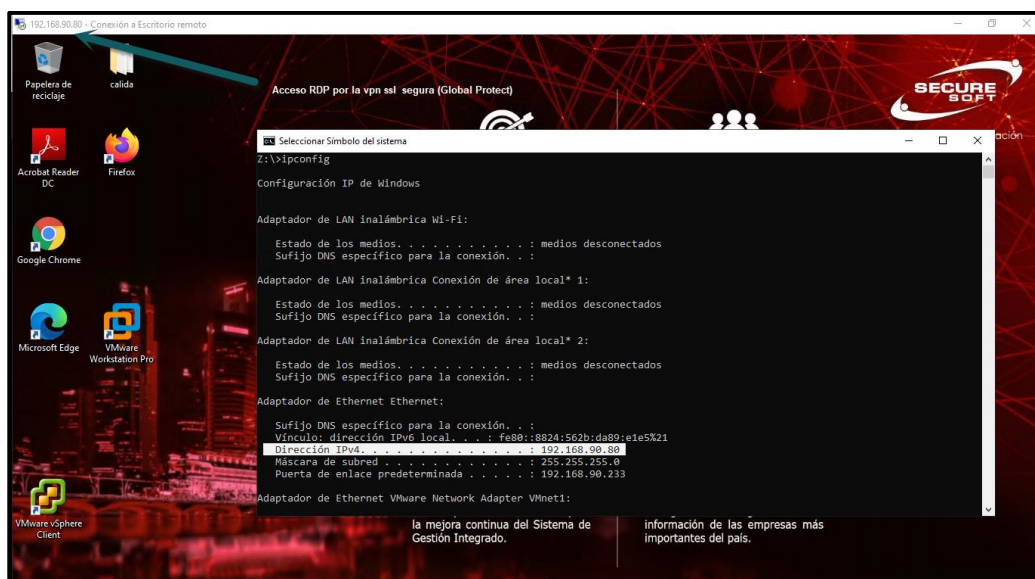 192.168.90.80 - Conexión a Escritorio remoto
Papelera de
reciclaje
calida
Acceso RDP por la vpn ssl segura (Global Protect)
SECURE
SOFT
ación
Acrobat Reader
DC
Firefox
Google Chrome
Microsoft Edge
VMware
Workstation Pro
VMware vSphere
Client
Seleccionar Símbolo del sistema
Z:\>ipconfig
Configuración IP de Windows
Adaptador de LAN inalámbrica Wi-Fi:
Estado de los medios. . . . . . . . . . . : medios desconectados
Sufijo DNS específico para la conexión. . :
Adaptador de LAN inalámbrica Conexión de área local* 1:
Estado de los medios. . . . . . . . . . . : medios desconectados
Sufijo DNS específico para la conexión. . :
Adaptador de LAN inalámbrica Conexión de área local* 2:
Estado de los medios. . . . . . . . . . . : medios desconectados
Sufijo DNS específico para la conexión. . :
Adaptador de Ethernet Ethernet:
Sufijo DNS específico para la conexión. . :
Vínculo: dirección IPv6 local. . . : fe80::8824:562b:da89:e1e5%21
Dirección IPv4. . . . . . . . . . . . . . : 192.168.90.80
Máscara de subred . . . . . . . . . . . . : 255.255.255.0
Puerta de enlace predeterminada . . . . . : 192.168.90.233
Adaptador de Ethernet VMware Network Adapter VMnet1:
la mejora continua del Sistema de
Gestión Integrado.
información de las empresas más
importantes del país.